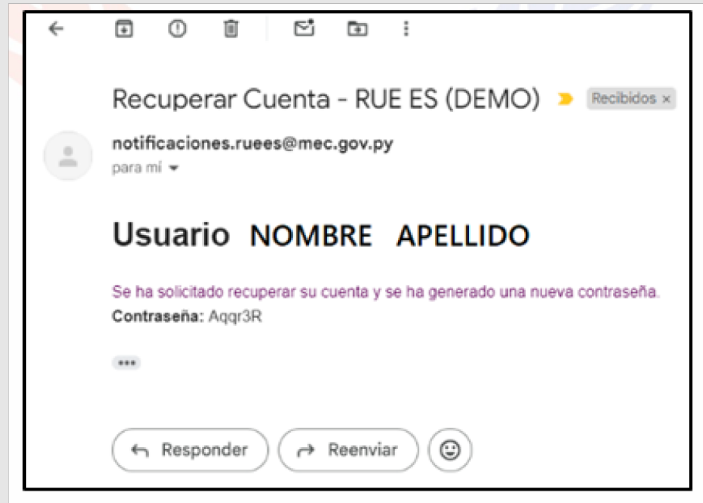 Recuperar Cuenta - RUE ES (DEMO) Recibidos ×
notificaciones.ruees@mec.gov.py
para mí
Usuario NOMBRE APELLIDO
Se ha solicitado recuperar su cuenta y se ha generado una nueva contraseña.
Contraseña: Aqqr3R
Responder Reenviar